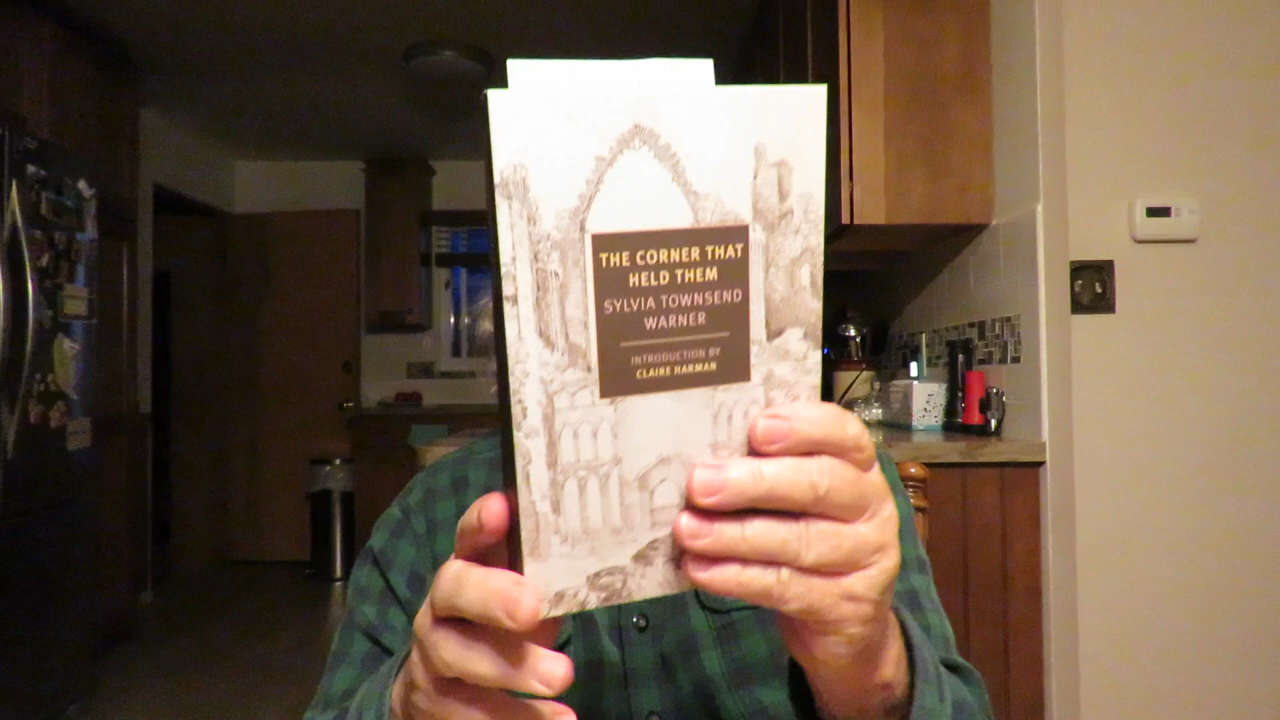 THE CORNER THAT
HELD THEM
SYLVIA TOWNSEND
WARNER
INTRODUCTION BY
CLAIRE HARMAN